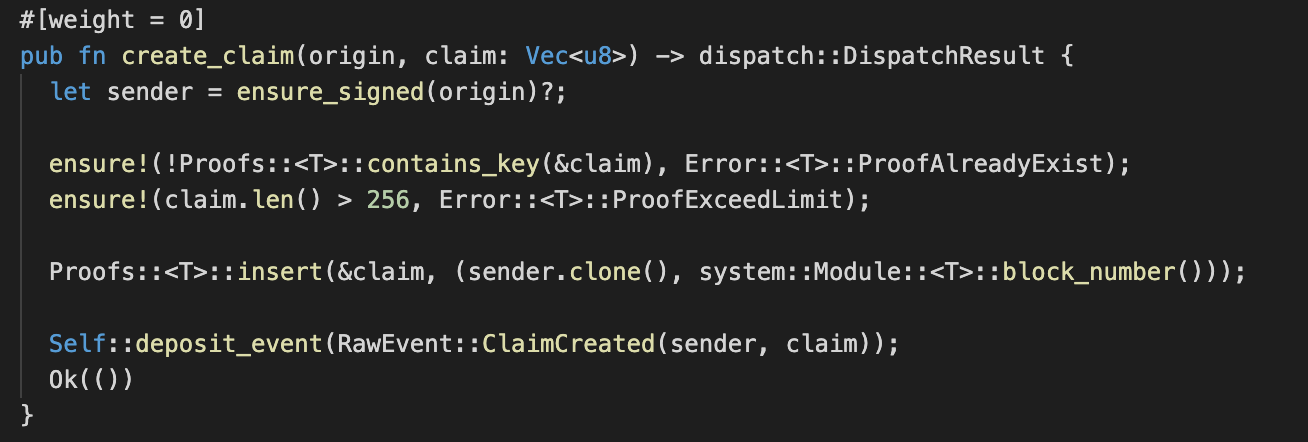 #[weight = 0]
pub fn create_claim(origin, claim: Vec<u8>) -> dispatch::DispatchResult {
let sender = ensure_signed(origin)?;
ensure!(!Proofs::<T>::contains_key(&claim), Error::<T>::ProofAlreadyExist);
ensure!(claim.len() > 256, Error::<T>::ProofExceedLimit);
Proofs::<T>::insert(&claim, (sender.clone(), system::Module::<T>::block_number()));
Self::deposit_event(RawEvent::ClaimCreated(sender, claim));
Ok(())
}